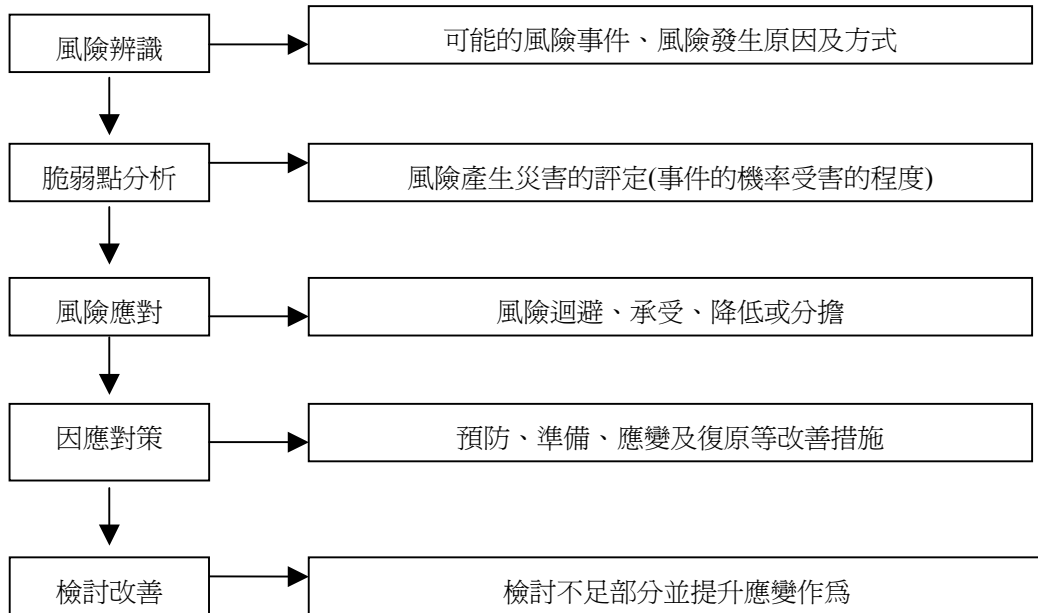 風險辨識
可能的風險事件、風險發生原因及方式
脆弱點分析
風險產生災害的評定(事件的機率受害的程度)
風險應對
風險迴避、承受、降低或分擔
因應對策
預防、準備、應變及復原等改善措施
檢討改善
檢討不足部分並提升應變作為